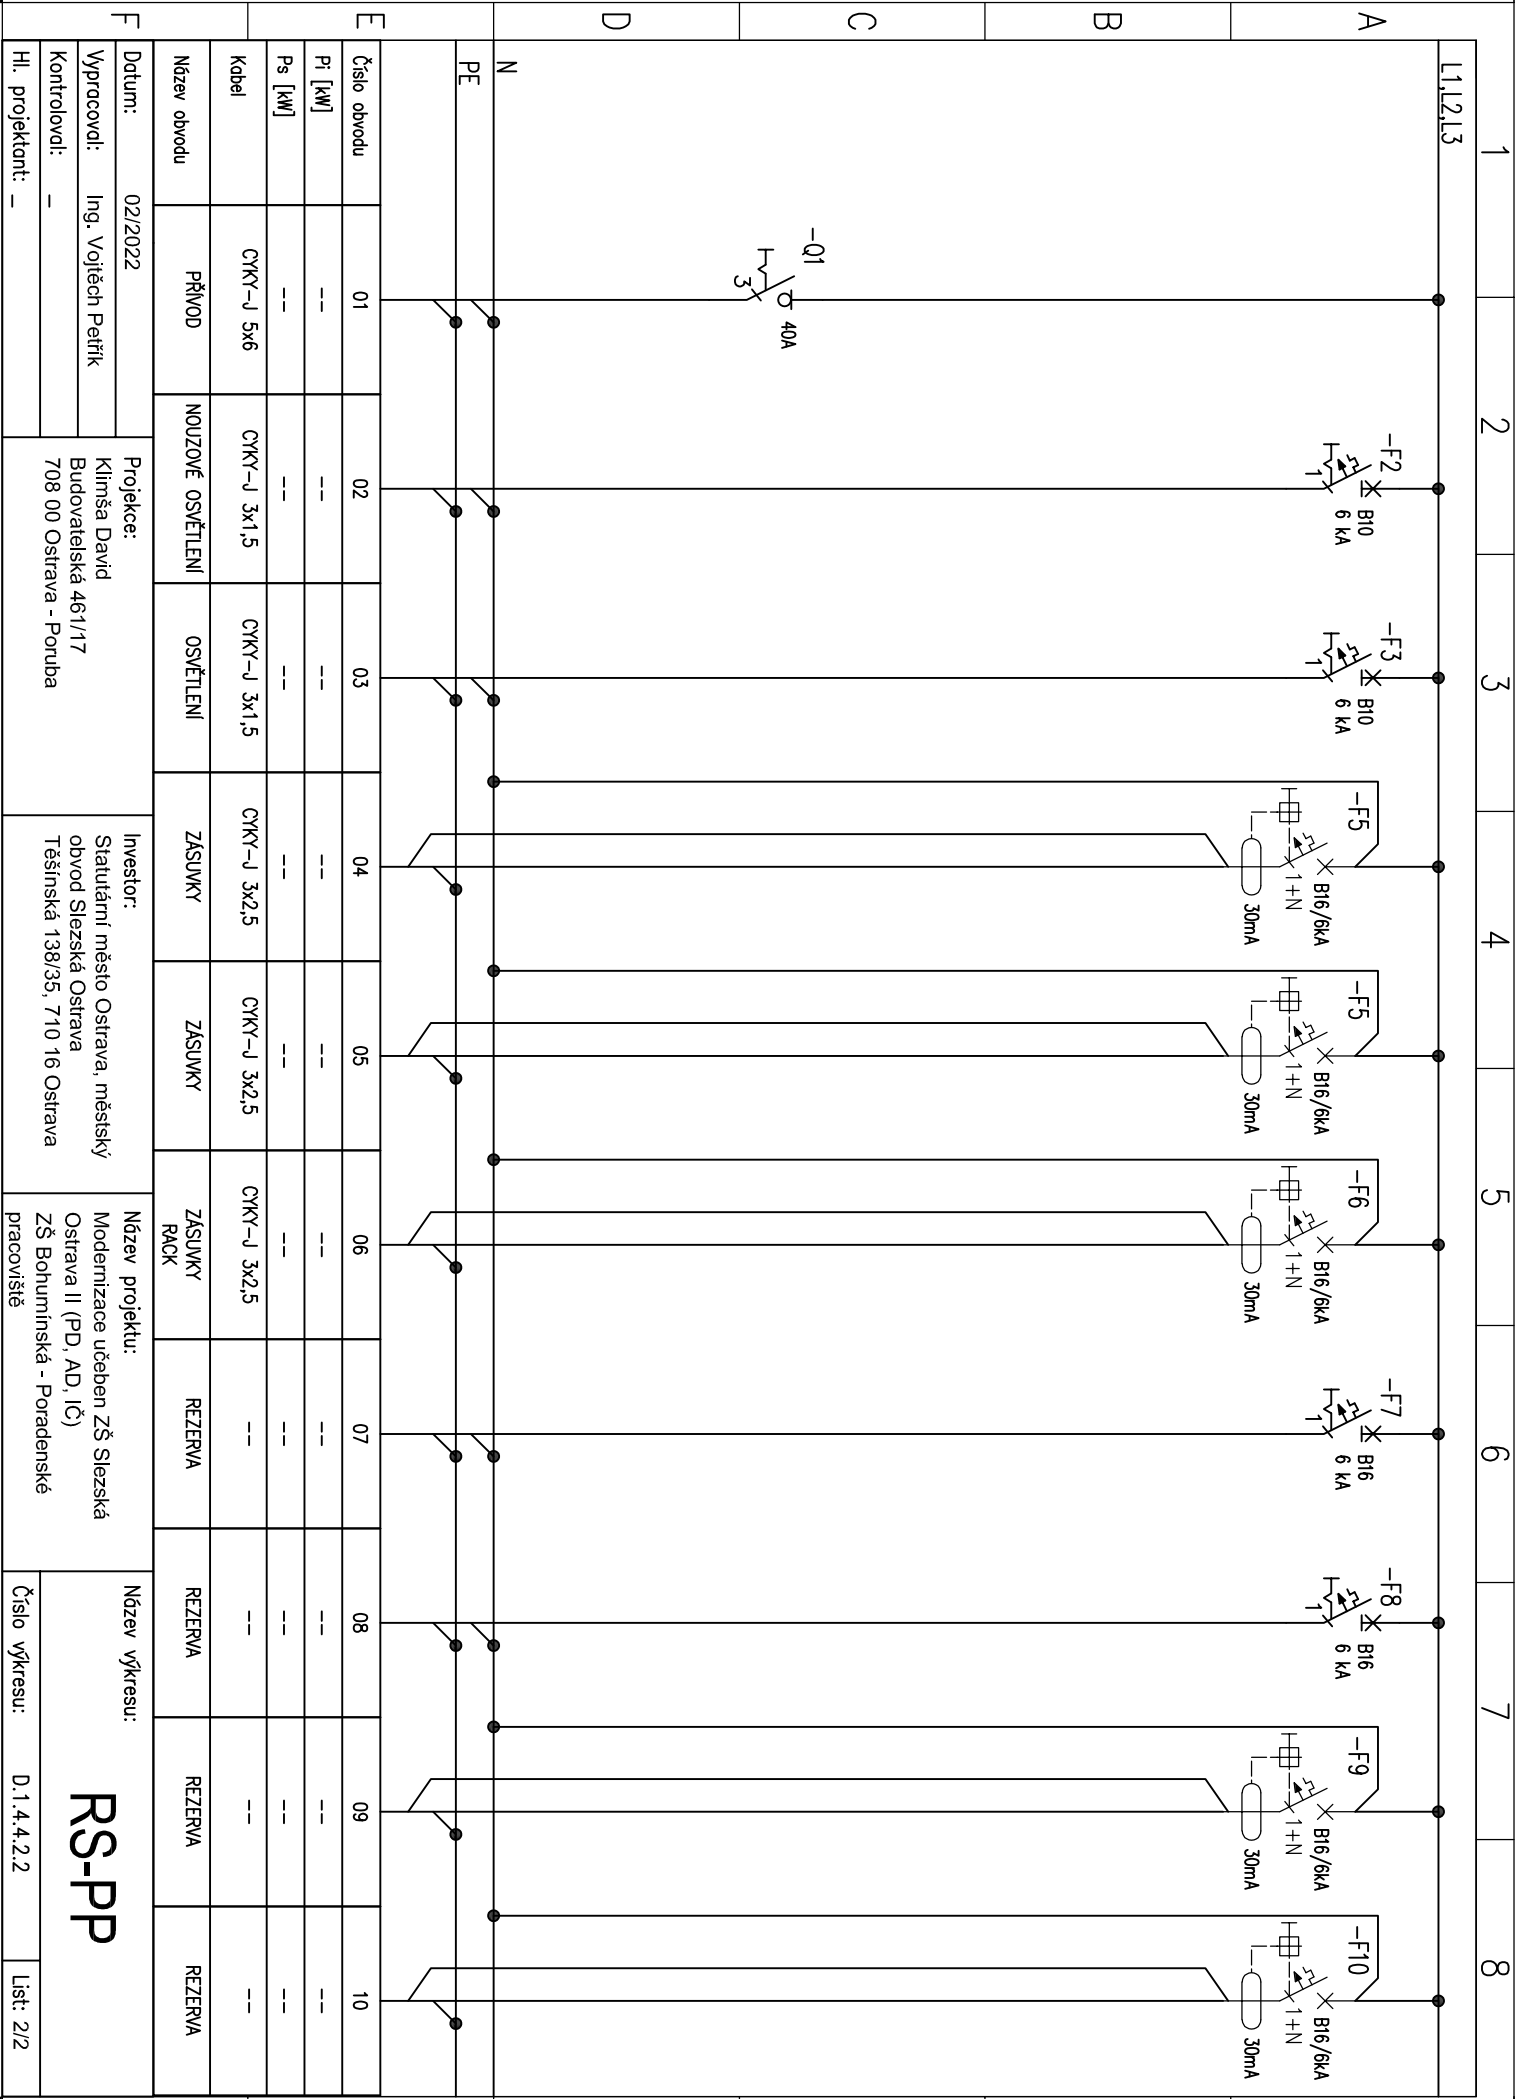 1 2 3 4 5 6 7 8
A
B
C
D
E
F
L1,L2,L3
-F2
B10
6 kA
1
-F3
B10
6 kA
1
-F5
B16/6kA
1+N
30mA
-F5
B16/6kA
1+N
30mA
-F6
B16/6kA
1+N
30mA
-F7
B16
6 kA
1
-F8
B16
6 kA
1
-F9
B16/6kA
1+N
30mA
-F10
B16/6kA
1+N
30mA
-Q1
40A
3
N
PE
Číslo obvodu 01 02 03 04 05 06 07 08 09 10
Pi [kW] -- -- -- -- -- -- -- -- -- --
Ps [kW] -- -- -- -- -- -- -- -- -- --
Kabel CYKY-J 5x6 CYKY-J 3x1,5 CYKY-J 3x1,5 CYKY-J 3x2,5 CYKY-J 3x2,5 CYKY-J 3x2,5 -- -- -- --
Název obvodu PŘÍVOD NOUZOVÉ OSVĚTLENÍ OSVĚTLENÍ ZÁSUVKY ZÁSUVKY ZÁSUVKY REZERVA REZERVA REZERVA REZERVA
RACK
Datum: 02/2022
Vypracoval: Ing. Vojtěch Petřík
Kontroloval: -
Hl. projektant: -
Projekce:
Klimša David
Budovatelská 461/17
708 00 Ostrava - Poruba
Investor:
Statutární město Ostrava, městský
obvod Slezská Ostrava
Těšínská 138/35, 710 16 Ostrava
Název projektu:
Modernizace učeben ZŠ Slezská
Ostrava II (PD, AD, IČ)
ZŠ Bohumínská - Poradenské
pracoviště
Název výkresu:
RS-PP
Číslo výkresu: D.1.4.4.2.2
List: 2/2